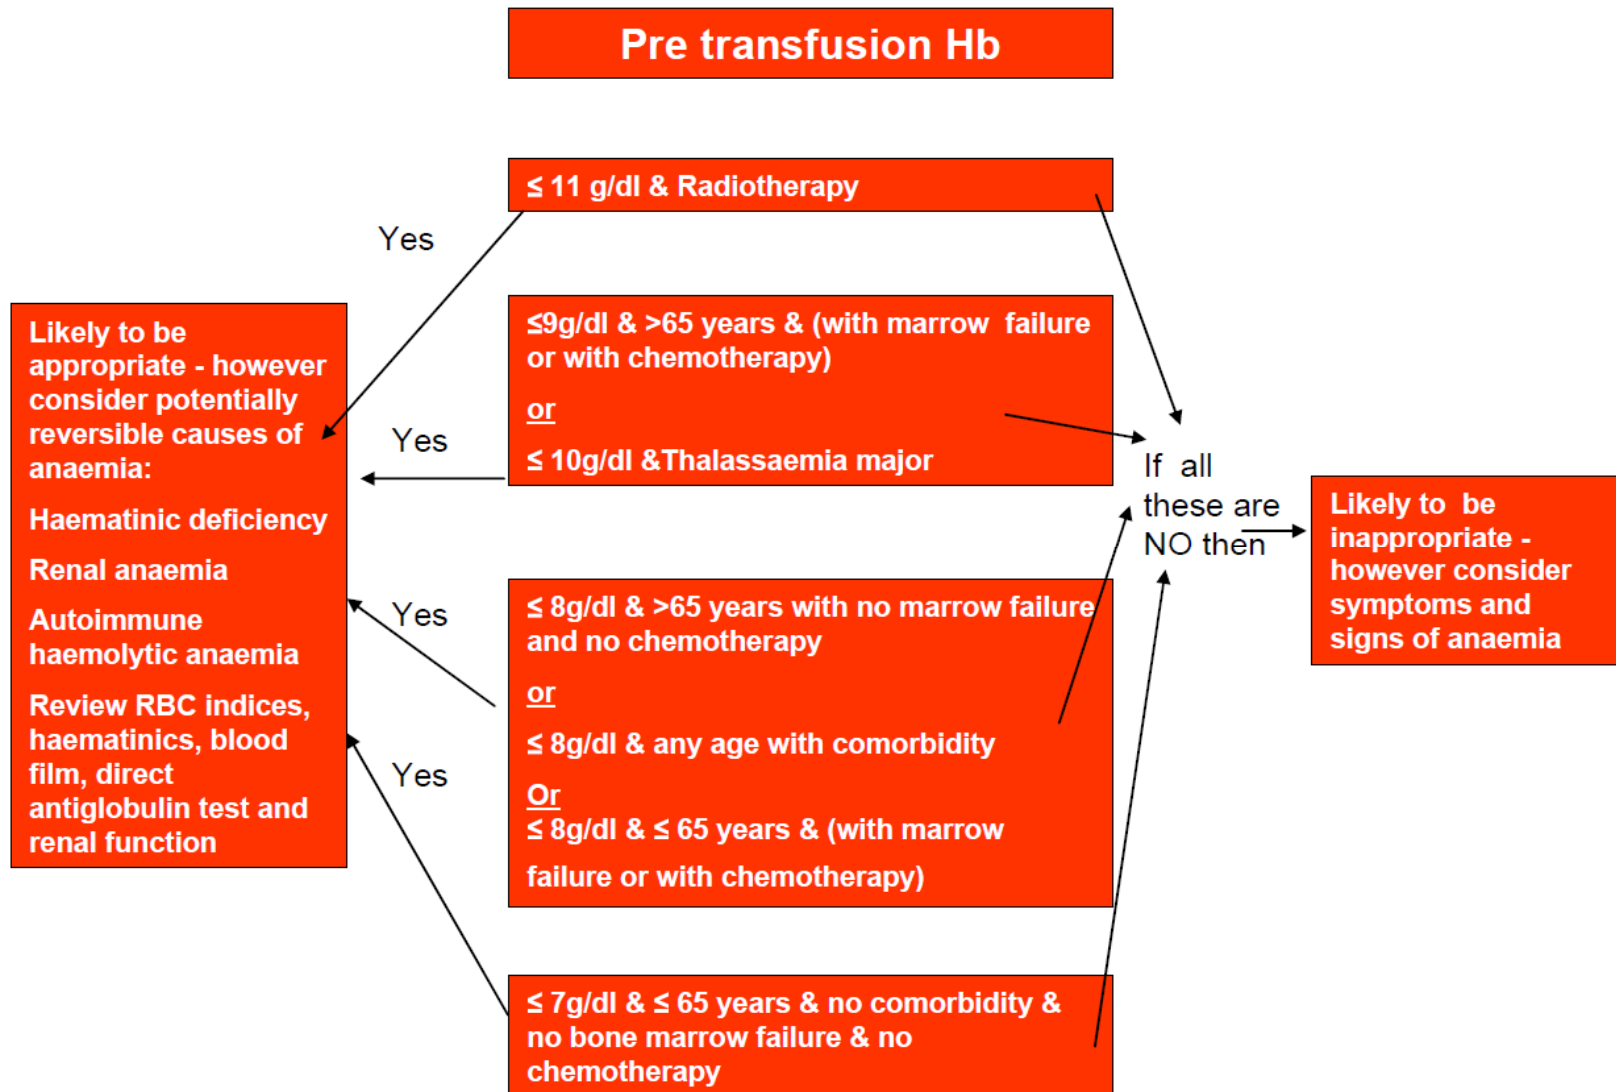 Pre transfusion Hb
≤ 11 g/dl & Radiotherapy
Yes
≤9g/dl & >65 years & (with marrow failure
or with chemotherapy)
or
≤ 10g/dl &Thalassaemia major
Yes
Likely to be
appropriate - however
consider potentially
reversible causes of
anaemia:
Haematinic deficiency
Renal anaemia
Autoimmune
haemolytic anaemia
Review RBC indices,
haematinics, blood
film, direct
antiglobulin test and
renal function
If all
these are
NO then
Likely to be
inappropriate -
however consider
symptoms and
signs of anaemia
Yes
≤ 8g/dl & >65 years with no marrow failure
and no chemotherapy
or
≤ 8g/dl & any age with comorbidity
Or
≤ 8g/dl & ≤ 65 years & (with marrow
failure or with chemotherapy)
Yes
≤ 7g/dl & ≤ 65 years & no comorbidity &
no bone marrow failure & no
chemotherapy